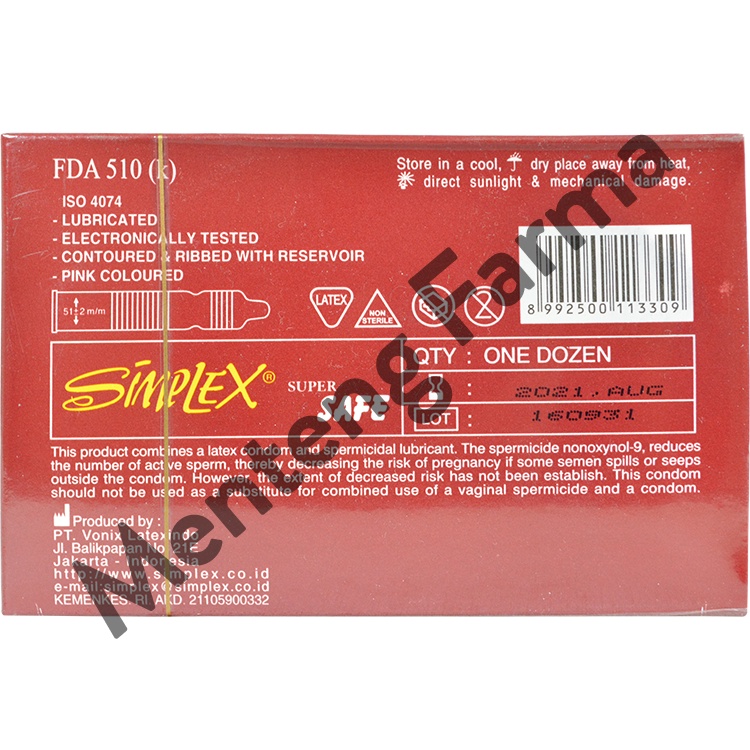 FDA 510 (k)
ISO 4074
- LUBRICATED
- ELECTRONICALLY TESTED
- CONTOURED & RIBBED WITH RESERVOIR
- PINK COLOURED
Store in a cool, dry place away from heat,
direct sunlight & mechanical damage.
51±2 m/m
LATEX
NON
STERILE
8 992500 113309
SIMPLEX®
SUPER
SAFE
QTY : ONE DOZEN
: 2021.AUG
LOT : 160931
This product combines a latex condom and spermicidal lubricant. The spermicide nonoxynol-9, reduces
the number of active sperm, thereby decreasing the risk of pregnancy if some semen spills or seeps
outside the condom. However, the extent of decreased risk has not been establish. This condom
should not be used as a substitute for combined use of a vaginal spermicide and a condom.
Produced by :
PT. Vonix Latexindo
Jl. Balikpapan No. 21F
Jakarta - Indonesia
http://www.simplex.co.id
e-mail:simplex@simplex.co.id
KEMENKES. RI. AKD. 21105900332
Menteng Farma